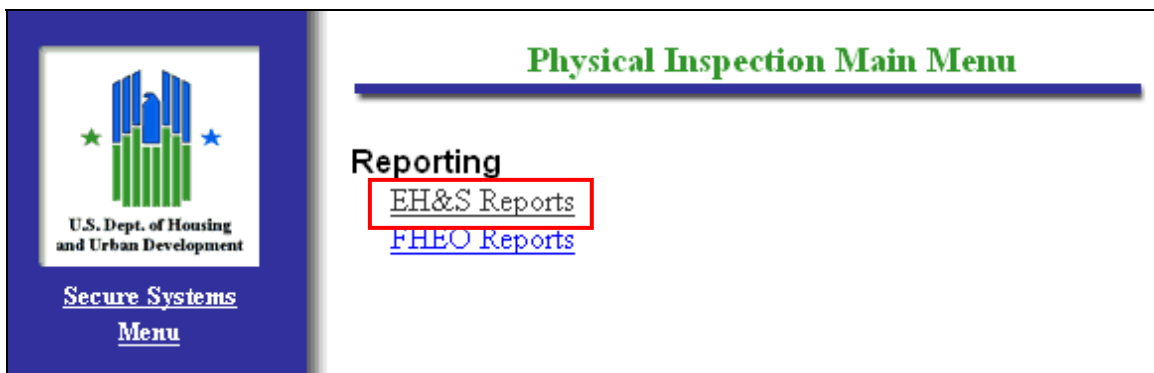 U.S. Dept. of Housing
and Urban Development
Secure Systems
Menu
Physical Inspection Main Menu
Reporting
EH&S Reports
FHEO Reports